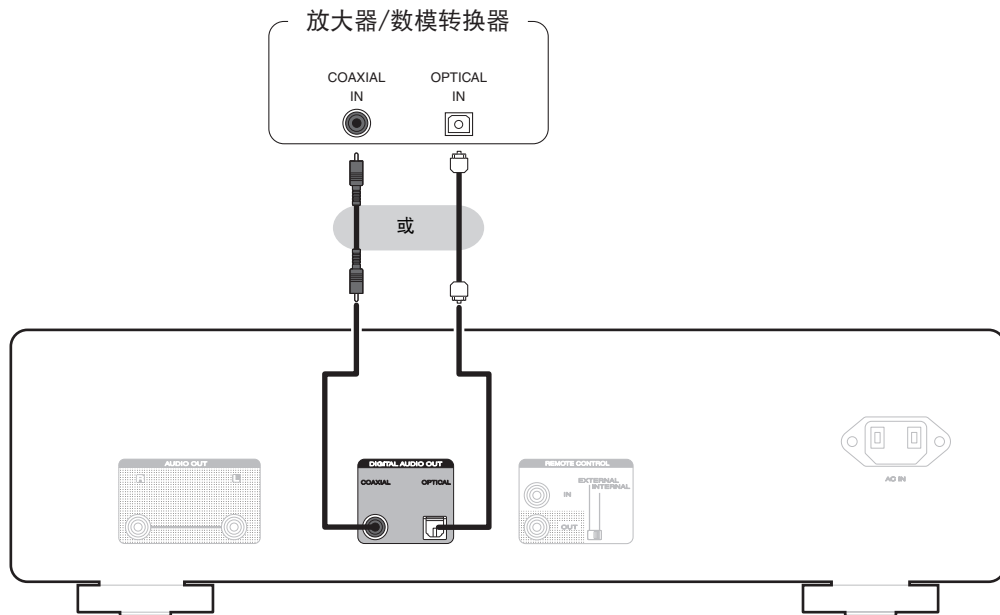 放大器/数模转换器
COAXIAL IN
OPTICAL IN
或
AUDIO OUT
R
L
DIGITAL AUDIO OUT
COAXIAL
OPTICAL
REMOTE CONTROL
EXTERNAL
INTERNAL
IN
OUT
AC IN